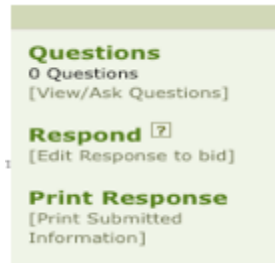 Questions
0 Questions
[View/Ask Questions]
Respond ?
[Edit Response to bid]
Print Response
[Print Submitted
Information]